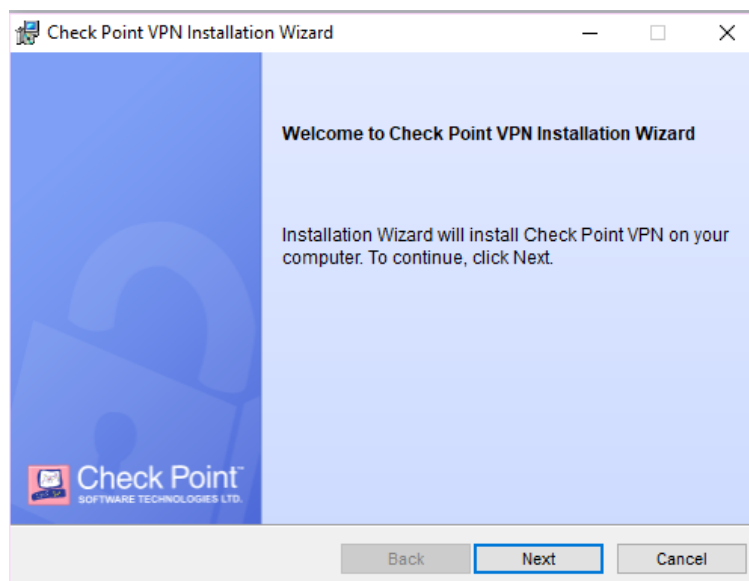 Check Point VPN Installation Wizard
Welcome to Check Point VPN Installation Wizard
Installation Wizard will install Check Point VPN on your
computer. To continue, click Next.
Check Point™
SOFTWARE TECHNOLOGIES LTD.
Back Next Cancel